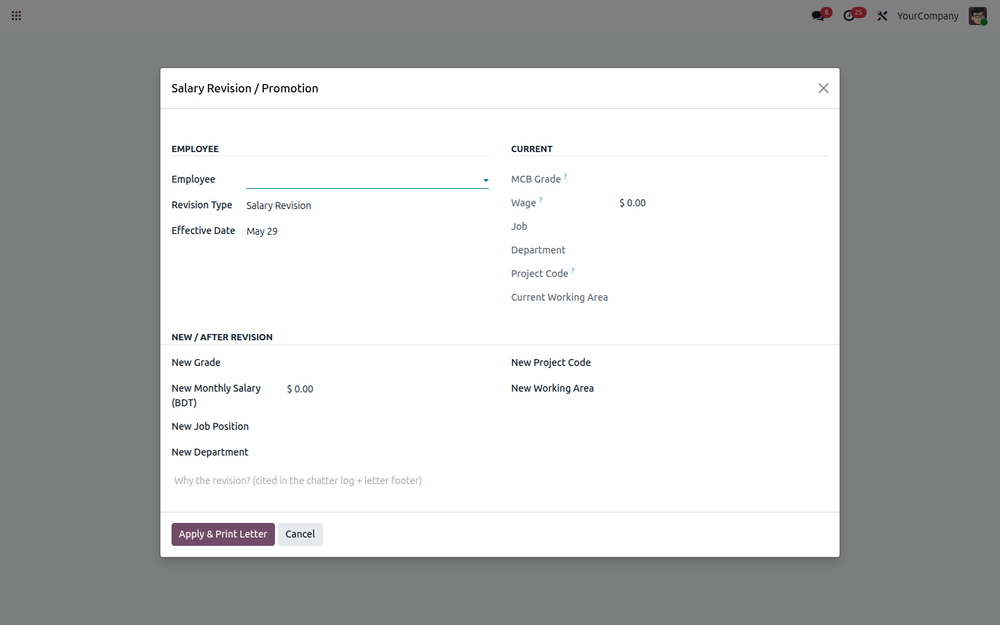 8
25
YourCompany
Salary Revision / Promotion
EMPLOYEE
Employee
Revision Type Salary Revision
Effective Date May 29
CURRENT
MCB Grade ?
Wage ? $ 0.00
Job
Department
Project Code ?
Current Working Area
NEW / AFTER REVISION
New Grade
New Monthly Salary
(BDT)
$ 0.00
New Job Position
New Department
New Project Code
New Working Area
Why the revision? (cited in the chatter log + letter footer)
Apply & Print Letter
Cancel